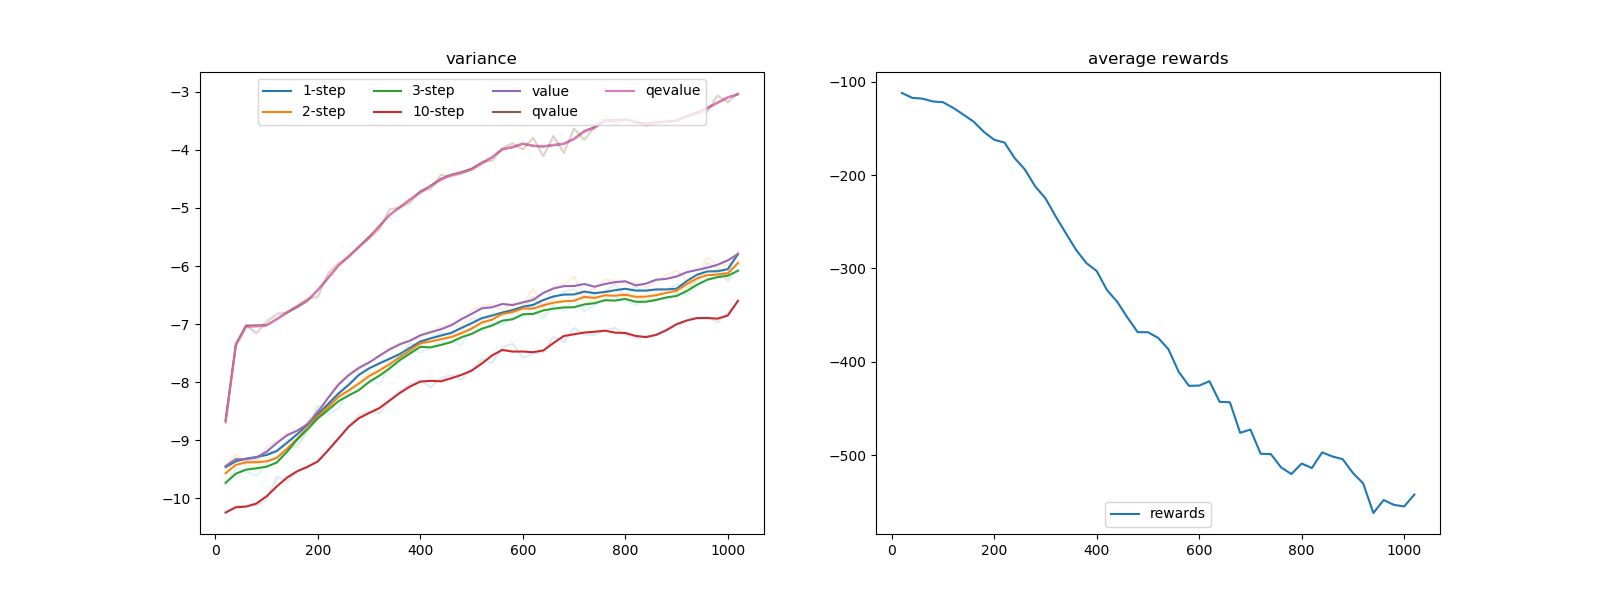 variance
1-step 3-step value qevalue
2-step 10-step qvalue
−3
−4
−5
−6
−7
−8
−9
−10
0 200 400 600 800 1000
average rewards
−100
−200
−300
−400
−500
rewards
0 200 400 600 800 1000